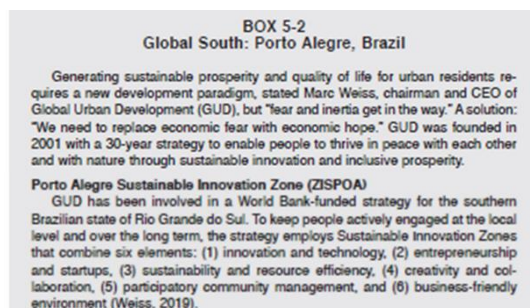 BOX 5-2
Global South: Porto Alegre, Brazil
Generating sustainable prosperity and quality of life for urban residents re-
quires a new development paradigm, stated Marc Weiss, chairman and CEO of
Global Urban Development (GUD), but "fear and inertia get in the way." A solution:
"We need to replace economic fear with economic hope." GUD was founded in
2001 with a 30-year strategy to enable people to thrive in peace with each other
and with nature through sustainable innovation and inclusive prosperity.
Porto Alegre Sustainable Innovation Zone (ZISPOA)
GUD has been involved in a World Bank-funded strategy for the southern
Brazilian state of Rio Grande do Sul. To keep people actively engaged at the local
level and over the long term, the strategy employs Sustainable Innovation Zones
that combine six elements: (1) innovation and technology, (2) entrepreneurship
and startups, (3) sustainability and resource efficiency, (4) creativity and col-
laboration, (5) participatory community management, and (6) business-friendly
environment (Weiss, 2019).